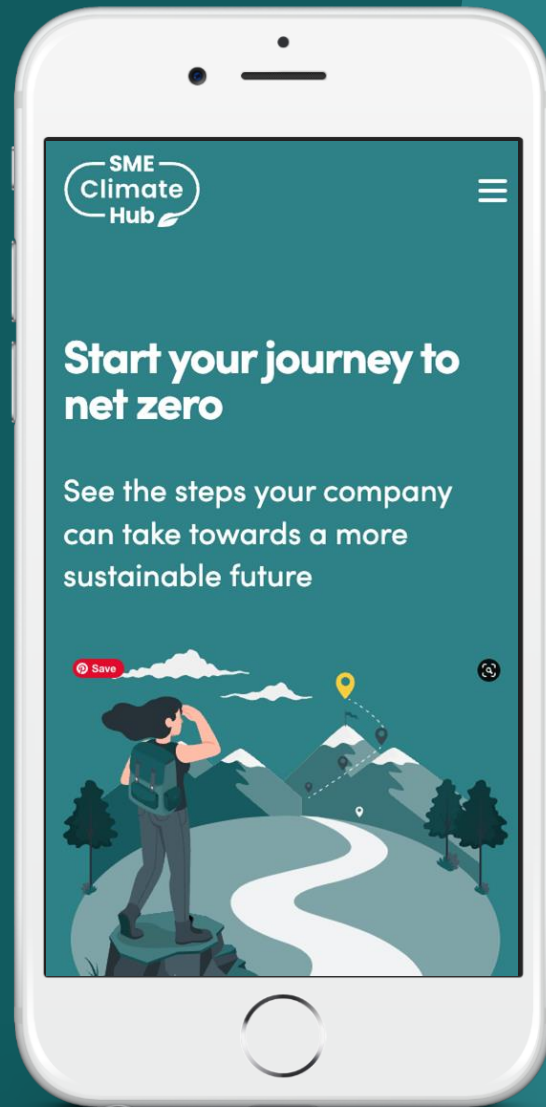 SME
Climate
Hub
Start your journey to
net zero
See the steps your company
can take towards a more
sustainable future
Save